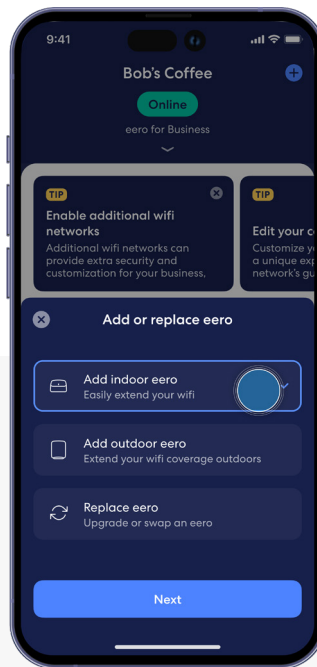 9:41
Bob's Coffee
Online
eero for Business
TIP
Enable additional wifi
networks
Additional wifi networks can
provide extra security and
customization for your business,
TIP
Edit your c
Customize y
a unique exp
network's gu
Add or replace eero
Add indoor eero
Easily extend your wifi
Add outdoor eero
Extend your wifi coverage outdoors
Replace eero
Upgrade or swap an eero
Next